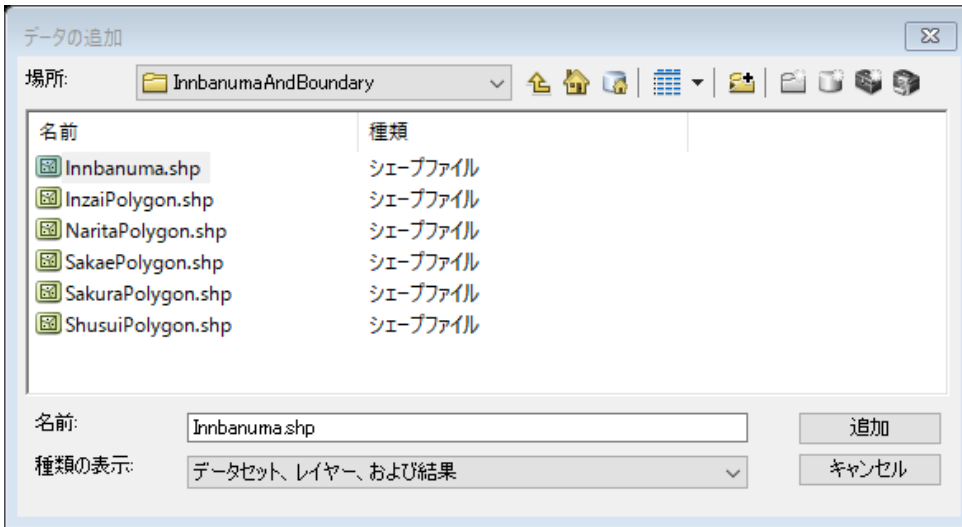 データの追加
場所: InnbanumaAndBoundary
名前 種類
Innbanuma.shp シェープファイル
InzaiPolygon.shp シェープファイル
NaritaPolygon.shp シェープファイル
SakaePolygon.shp シェープファイル
SakuraPolygon.shp シェープファイル
ShusuiPolygon.shp シェープファイル
名前: Innbanuma.shp 追加
種類の表示: データセット、レイヤー、および結果 キャンセル